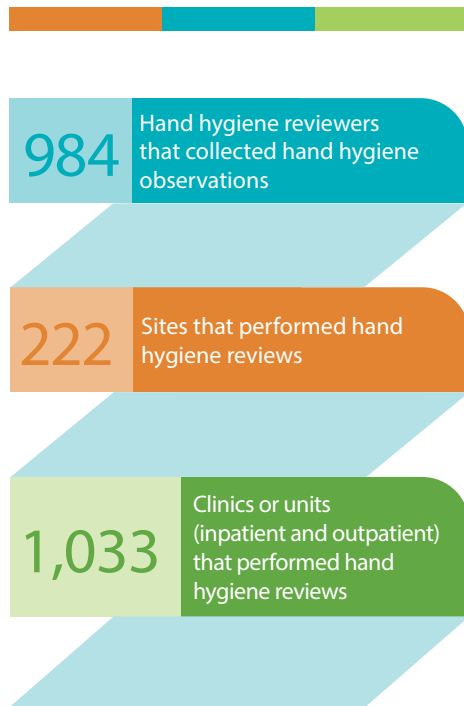 984
Hand hygiene reviewers
that collected hand hygiene
observations
222
Sites that performed hand
hygiene reviews
1,033
Clinics or units
(inpatient and outpatient)
that performed hand
hygiene reviews